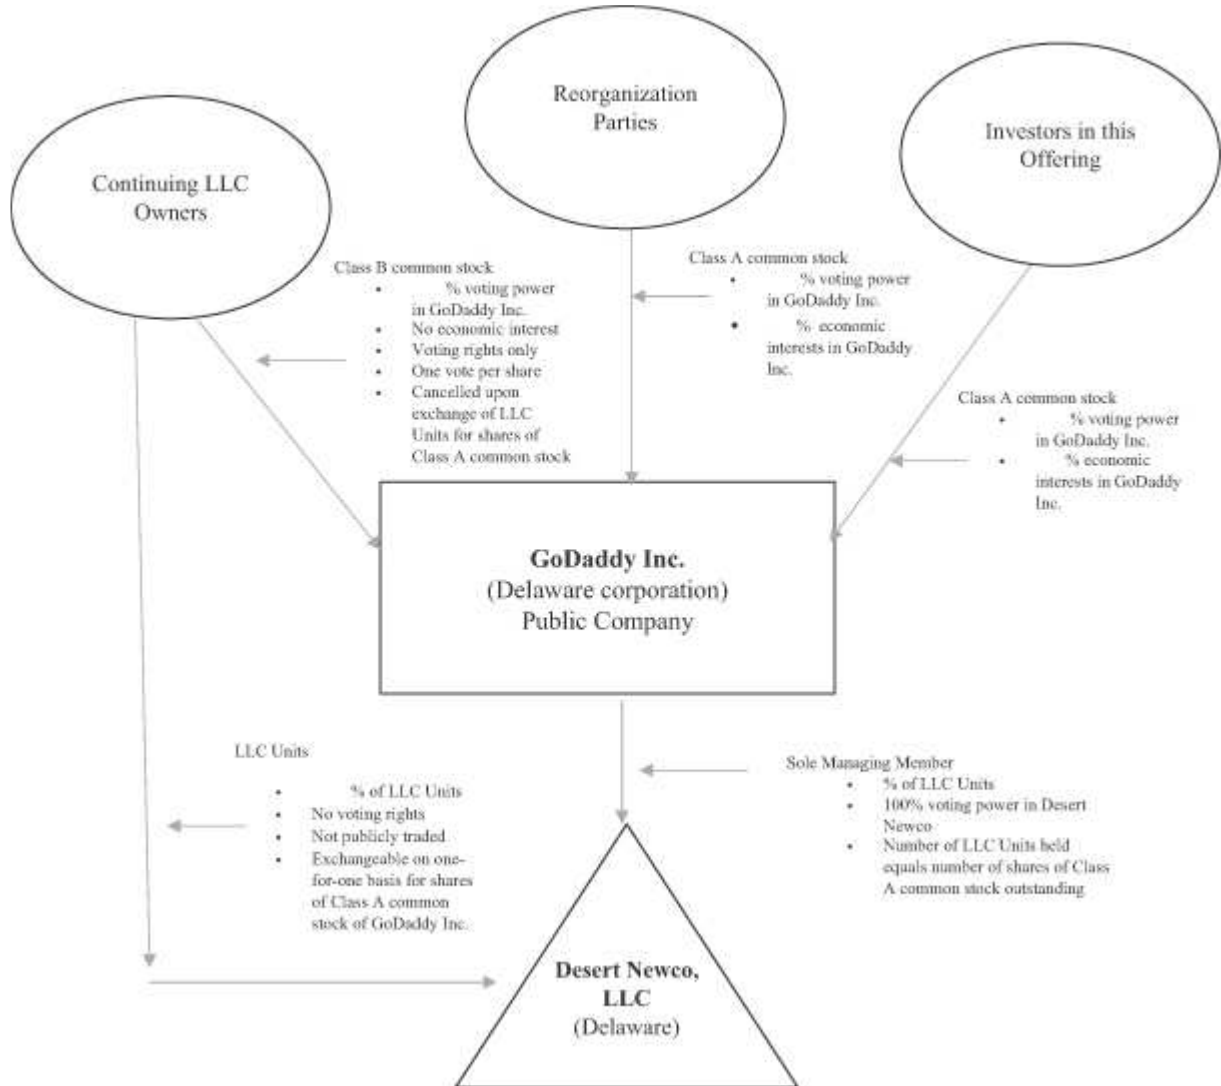 Reorganization
Parties
Investors in this
Offering
Continuing LLC
Owners
Class B common stock
• % voting power
in GoDaddy Inc.
• No economic interest
• Voting rights only
• One vote per share
• Cancelled upon
exchange of LLC
Units for shares of
Class A common stock
Class A common stock
• % voting power
in GoDaddy Inc.
• % economic
interests in GoDaddy
Inc.
Class A common stock
• % voting power
in GoDaddy Inc.
• % economic
interests in GoDaddy
Inc.
GoDaddy Inc.
(Delaware corporation)
Public Company
LLC Units
• % of LLC Units
• No voting rights
• Not publicly traded
• Exchangeable on one-
for-one basis for shares
of Class A common
stock of GoDaddy Inc.
Sole Managing Member
• % of LLC Units
• 100% voting power in Desert
Newco
• Number of LLC Units held
equals number of shares of Class
A common stock outstanding
Desert Newco,
LLC
(Delaware)